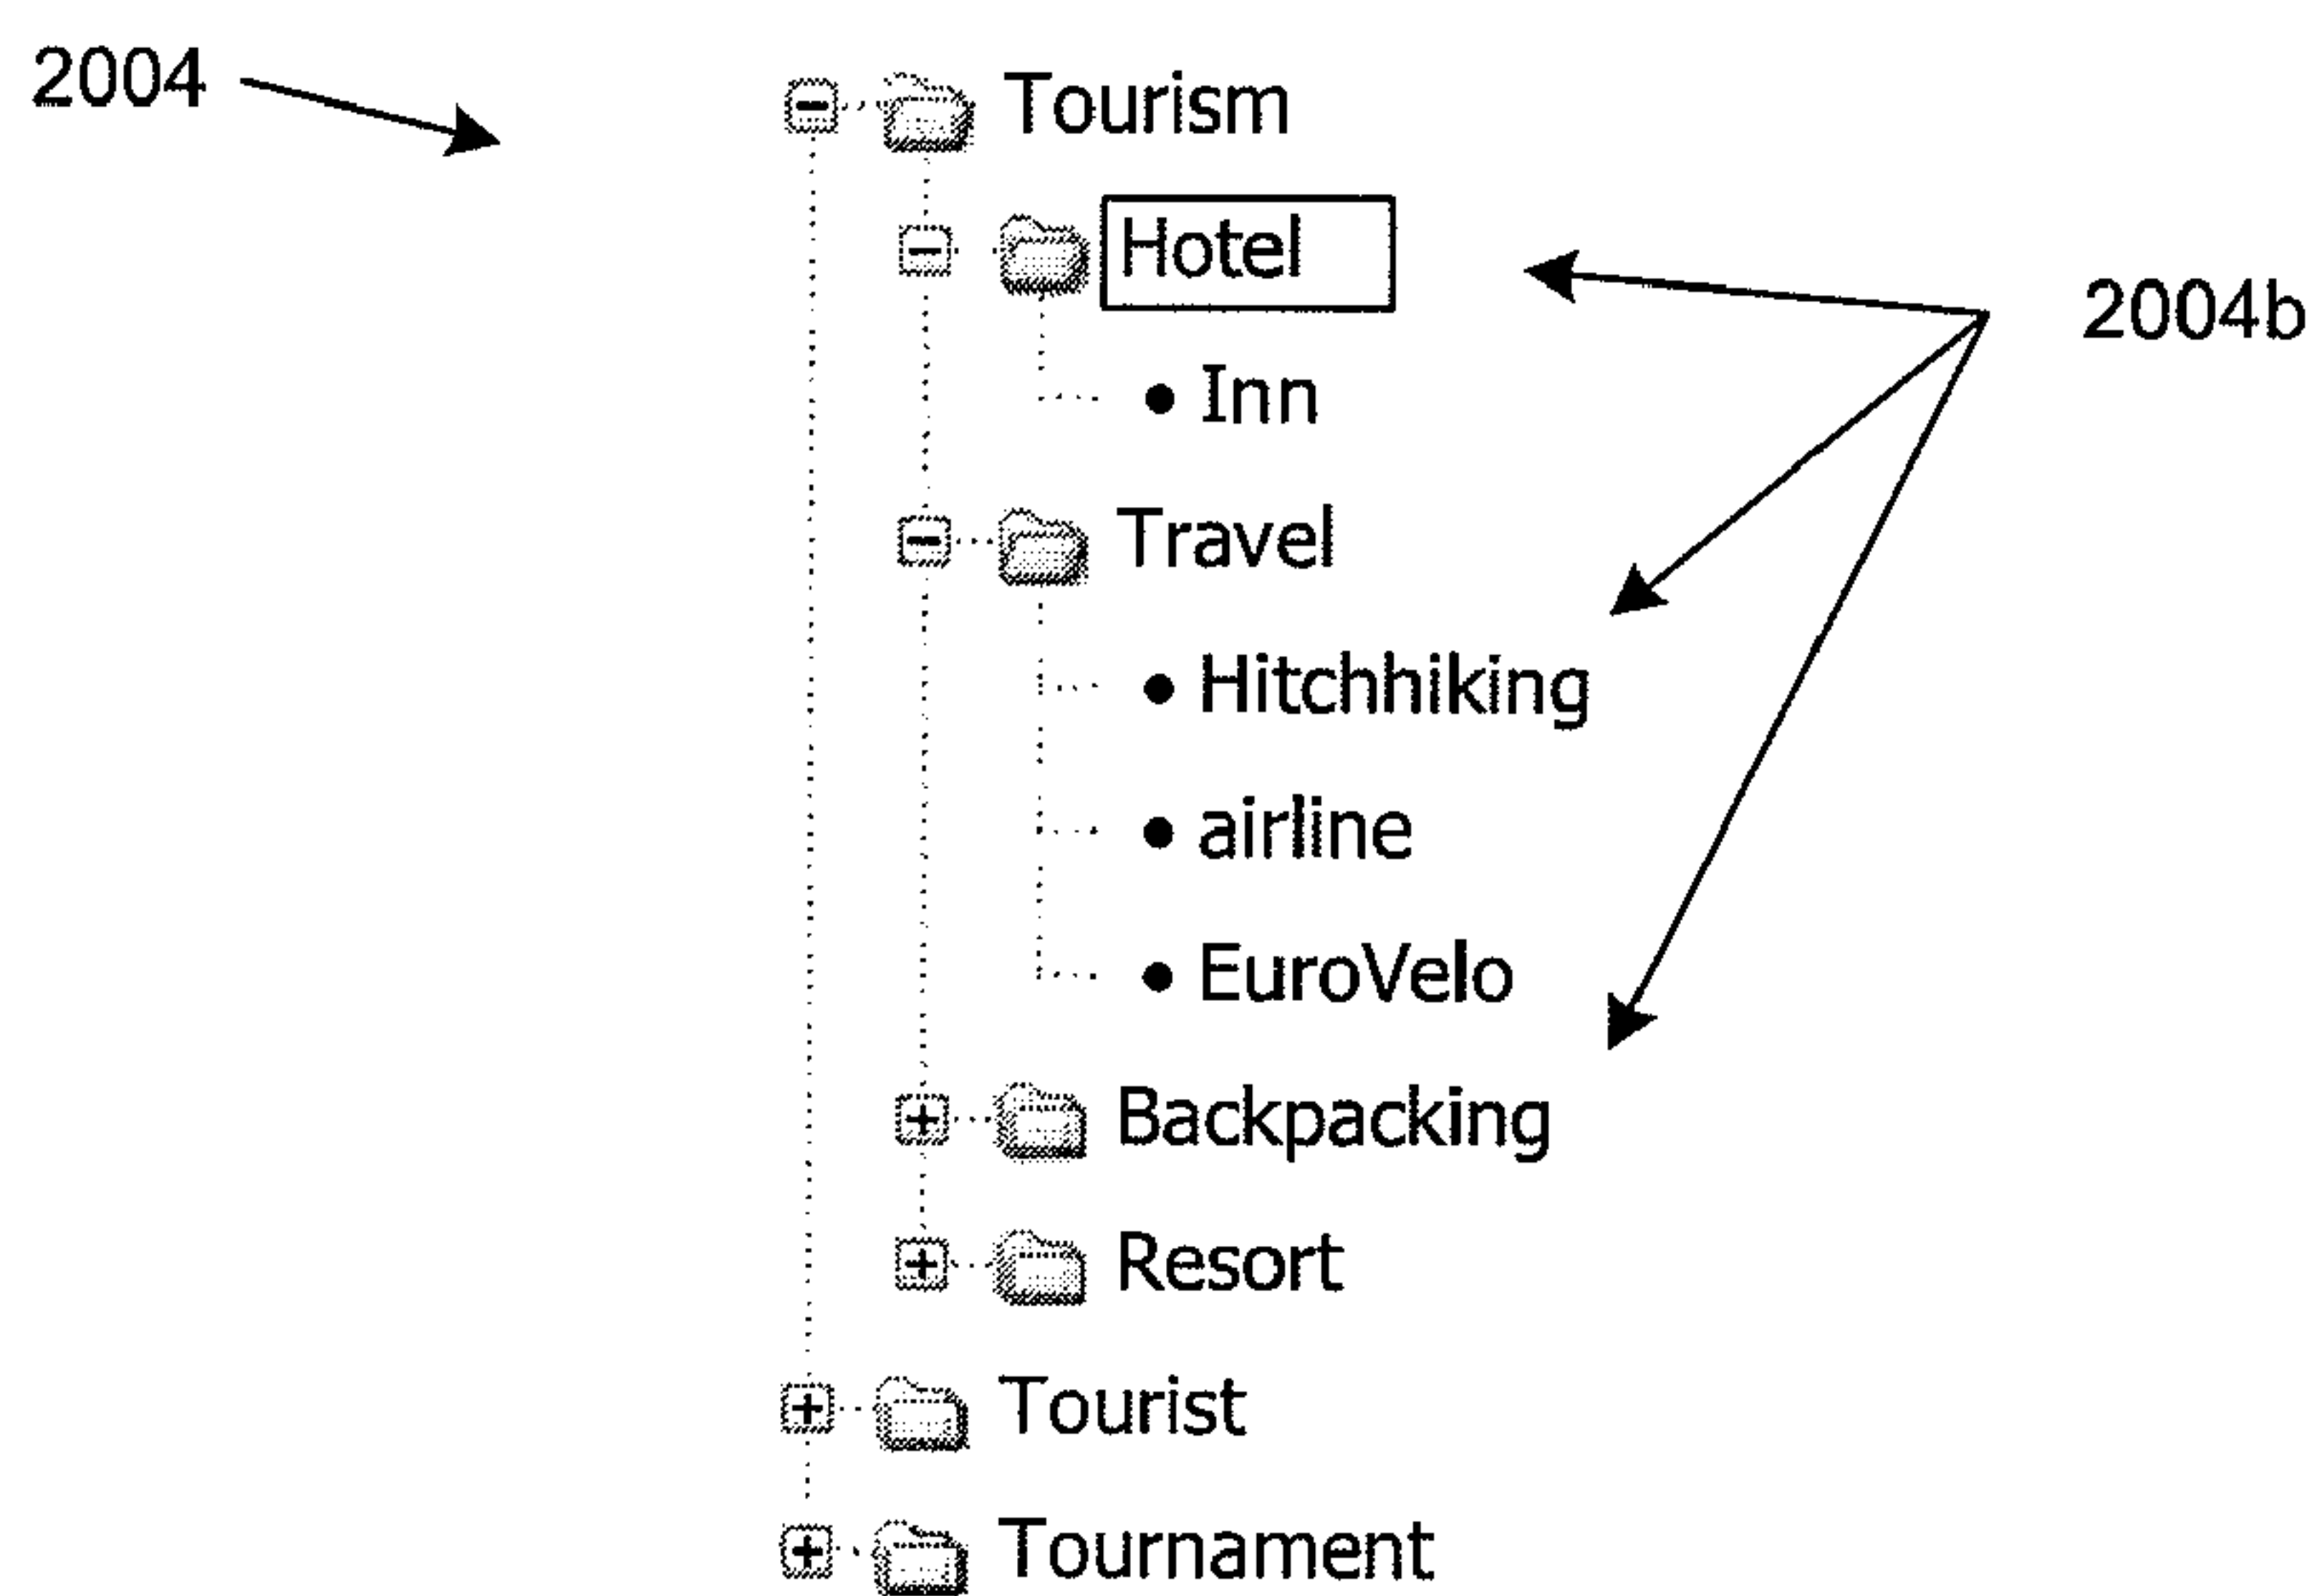 2004
Tourism
Hotel
2004b
Inn
Travel
Hitchhiking
airline
EuroVelo
Backpacking
Resort
Tourist
Tournament